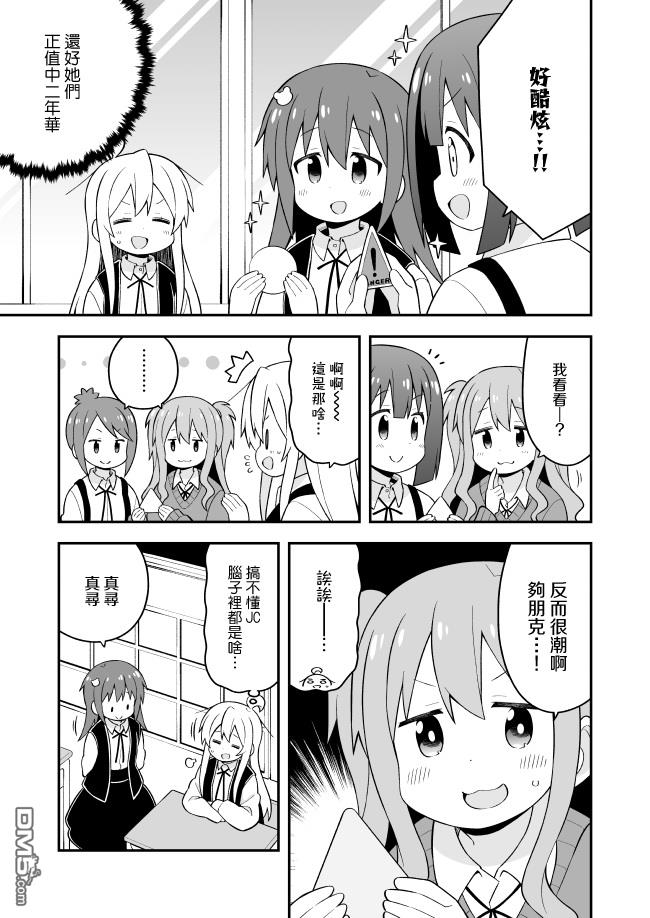 好酷炫…!!
還好她們
正值中二年華
!
DANGER
我看看—?
啊啊~~~
這是那啥…
………
反而很潮啊
夠朋克…!
誒誒——!…
搞不懂JC
腦子裡都是啥…
真尋
真尋
DM5